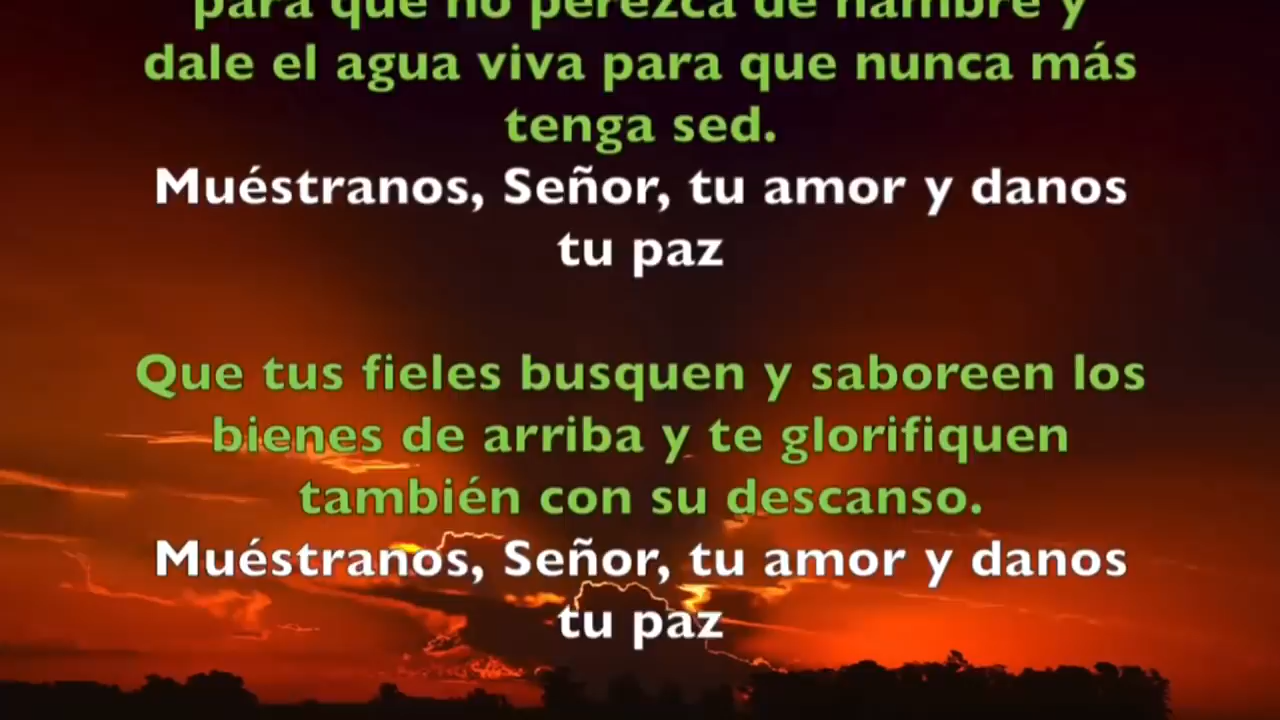 para que no perezca de hambre y
dale el agua viva para que nunca más
tenga sed.
Muéstranos, Señor, tu amor y danos
tu paz
Que tus fieles busquen y saboreen los
bienes de arriba y te glorifiquen
también con su descanso.
Muéstranos, Señor, tu amor y danos
tu paz